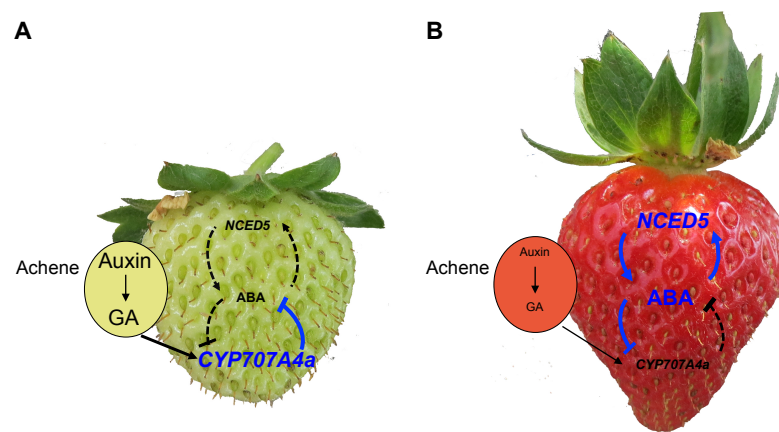 A
Achene
Auxin
GA
NCED5
ABA
CYP707A4a
B
Achene
Auxin
GA
NCED5
ABA
CYP707A4a